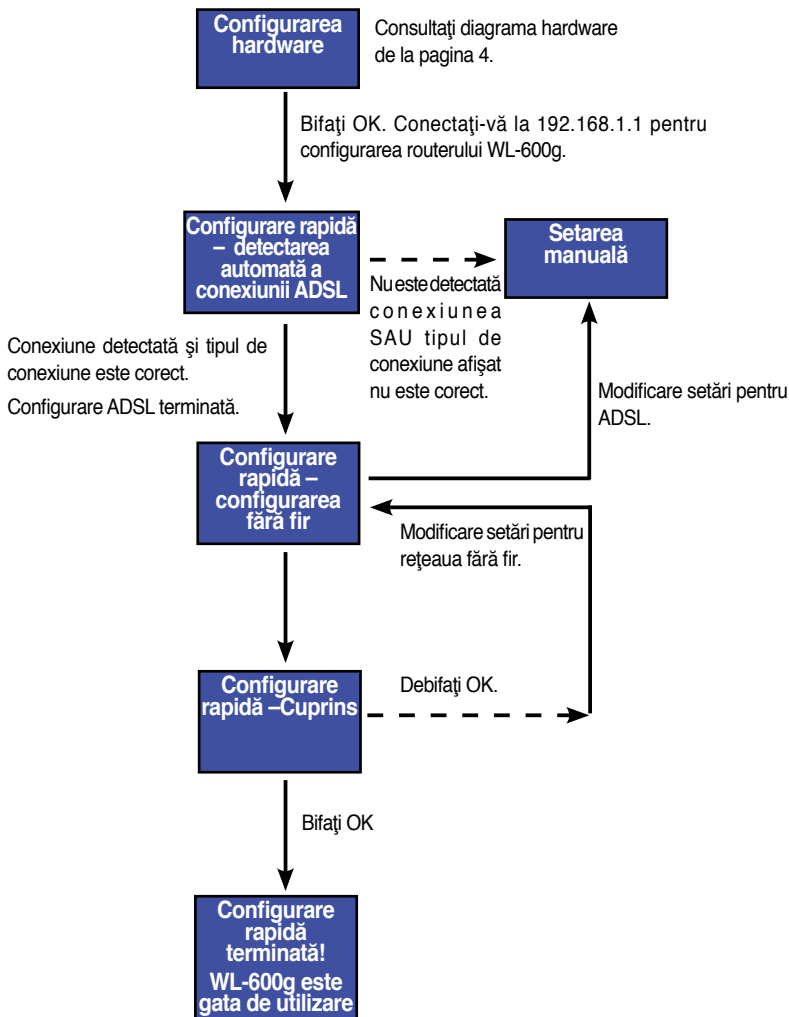 Configurarea
hardware
Consultaţi diagrama hardware
de la pagina 4.
Bifaţi OK. Conectaţi-vă la 192.168.1.1 pentru
configurarea routerului WL-600g.
Configurare rapidă
– detectarea
automată a
conexiunii ADSL
Setarea
manuală
Nu este detectată
conexiunea
SAU tipul de
conexiune afişat
nu este corect.
Conexiune detectată şi tipul de
conexiune este corect.
Configurare ADSL terminată.
Modificare setări pentru
ADSL.
Configurare
rapidă –
configurarea
fără fir
Modificare setări pentru
reţeaua fără fir.
Configurare
rapidă –Cuprins
Debifaţi OK.
Bifaţi OK
Configurare
rapidă
terminată!
WL-600g este
gata de utilizare